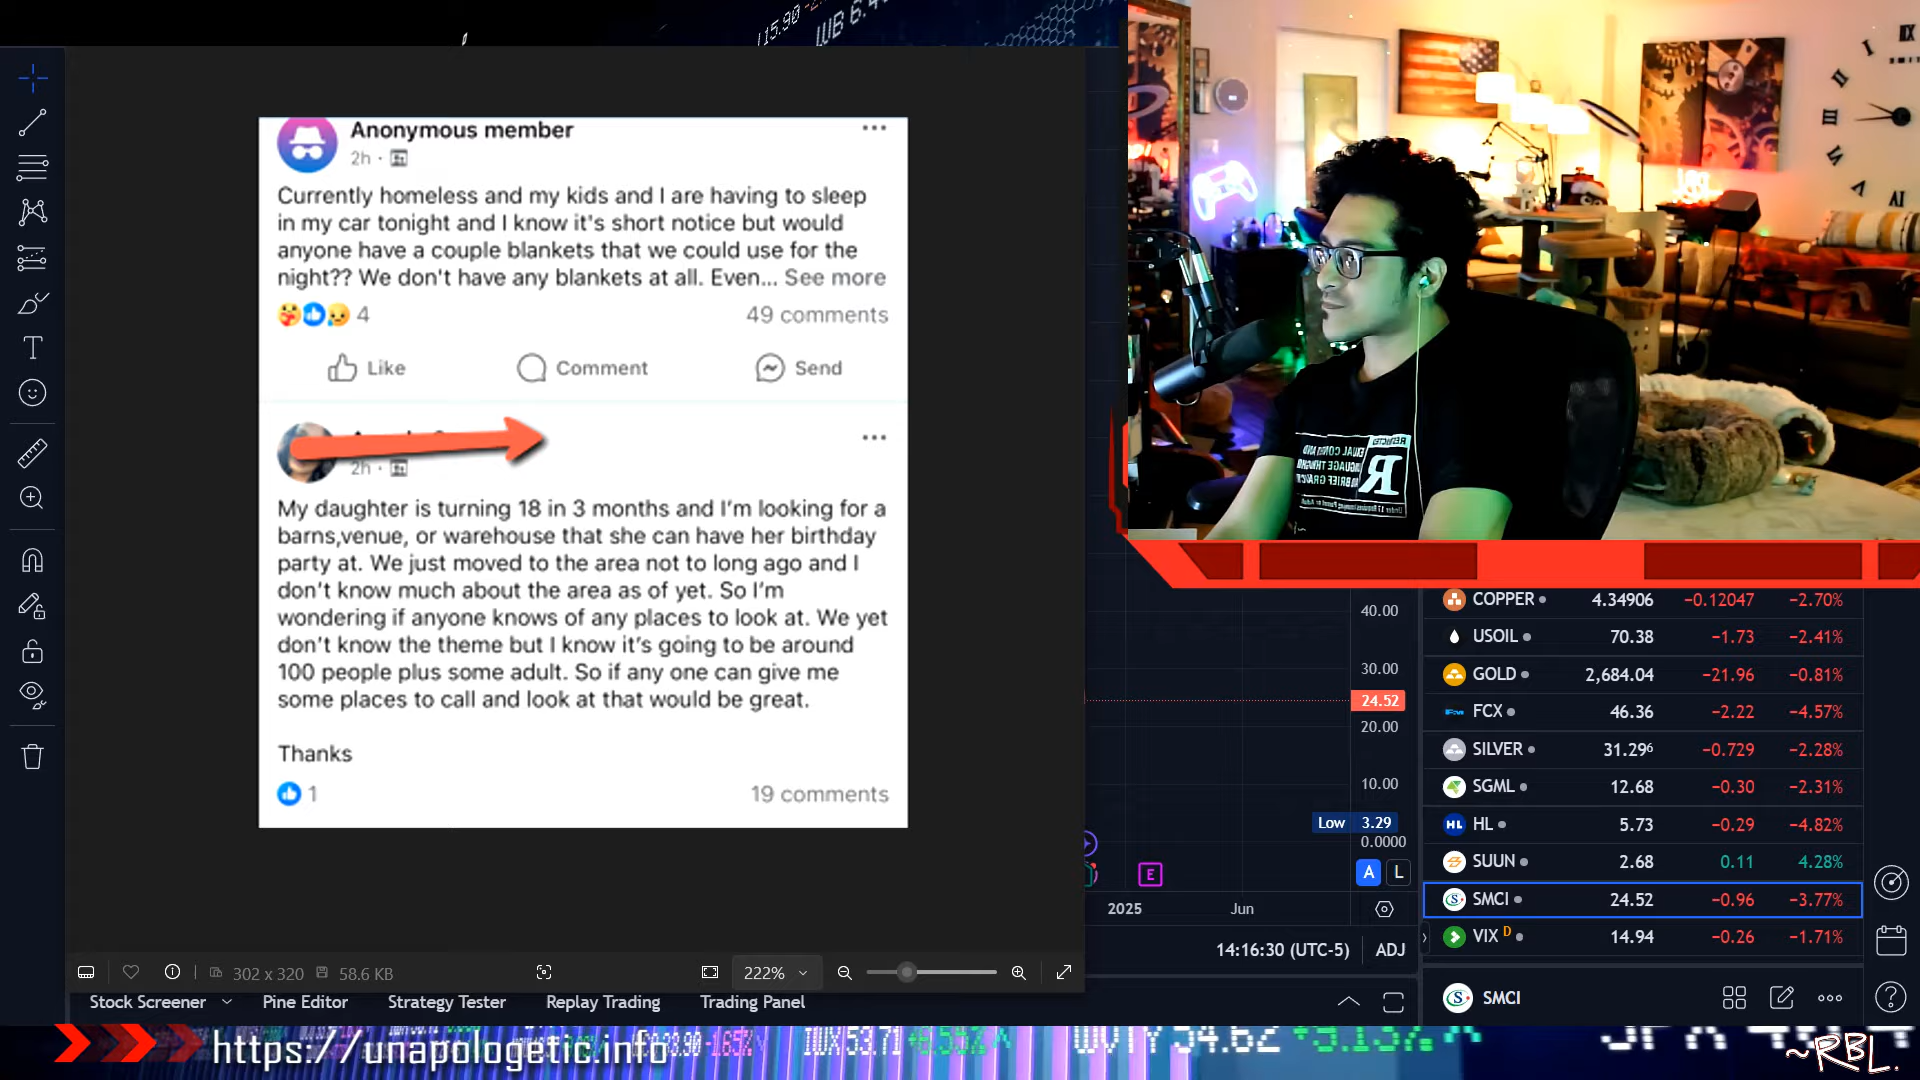 Anonymous member
2h ·
Currently homeless and my kids and I are having to sleep
in my car tonight and I know it's short notice but would
anyone have a couple blankets that we could use for the
night?? We don't have any blankets at all. Even... See more
4
49 comments
Like
Comment
Send
2h ·
My daughter is turning 18 in 3 months and I'm looking for a
barns,venue, or warehouse that she can have her birthday
party at. We just moved to the area not to long ago and I
don't know much about the area as of yet. So I'm
wondering if anyone knows of any places to look at. We yet
don't know the theme but I know it's going to be around
100 people plus some adult. So if any one can give me
some places to call and look at that would be great.
Thanks
1
19 comments
302 x 320
58.6 KB
222%
Stock Screener
Pine Editor
Strategy Tester
Replay Trading
Trading Panel
40.00
30.00
24.52
20.00
10.00
Low 3.29
0.0000
A L
E
2025
Jun
14:16:30 (UTC-5)
ADJ
COPPER 4.34906 −0.12047 −2.70%
USOIL 70.38 −1.73 −2.41%
GOLD 2,684.04 −21.96 −0.81%
FCX 46.36 −2.22 −4.57%
SILVER 31.29⁶ −0.729 −2.28%
SGML 12.68 −0.30 −2.31%
HL HL 5.73 −0.29 −4.82%
SUUN 2.68 0.11 4.28%
SMCI 24.52 −0.96 −3.77%
VIX D 14.94 −0.26 −1.71%
SMCI
https://unapologetic.info
~RBL.